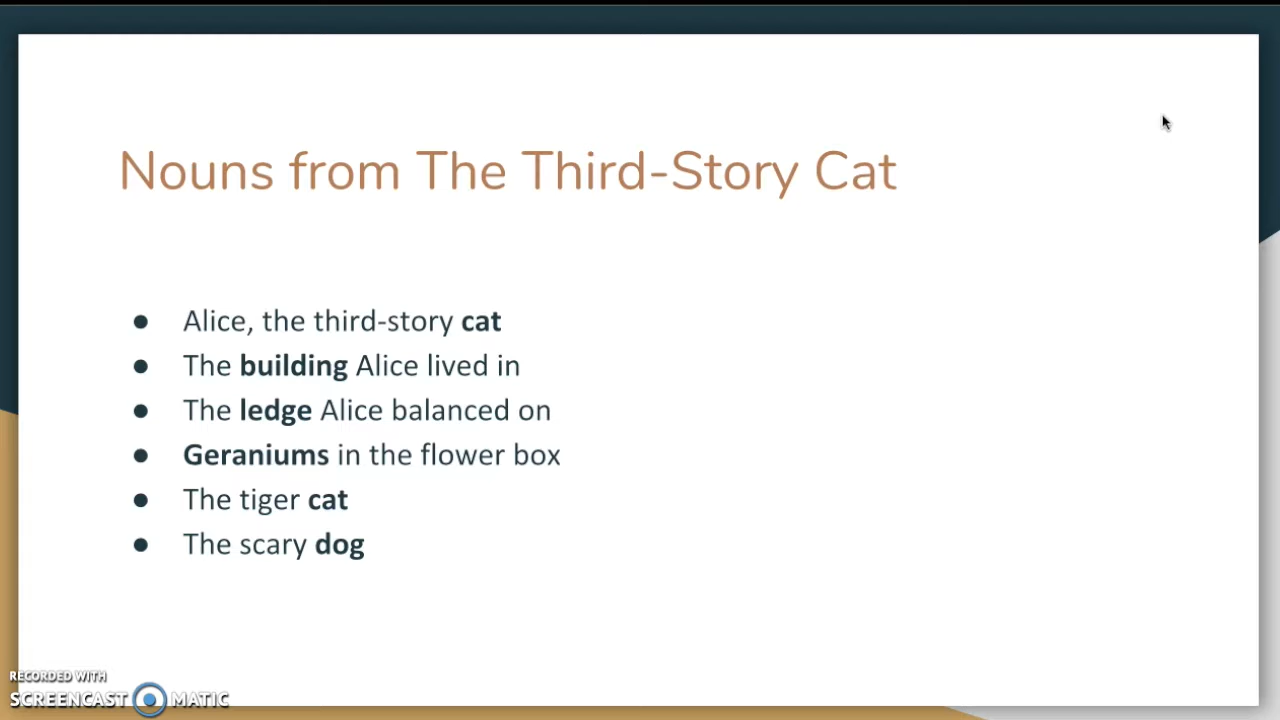 Nouns from The Third-Story Cat
● Alice, the third-story cat
● The building Alice lived in
● The ledge Alice balanced on
● Geraniums in the flower box
● The tiger cat
● The scary dog
RECORDED WITH
SCREENCAST MATIC